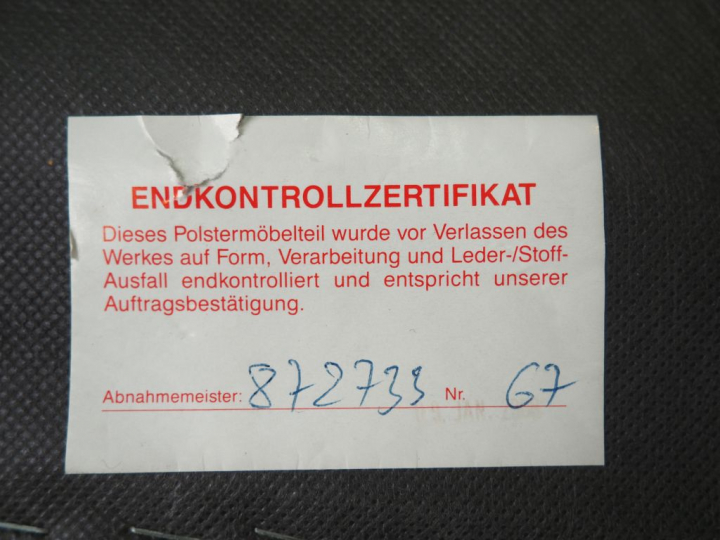 ENDKONTROLLZERTIFIKAT
Dieses Polstermöbelteil wurde vor Verlassen des
Werkes auf Form, Verarbeitung und Leder-/Stoff-
Ausfall endkontrolliert und entspricht unserer
Auftragsbestätigung.
Abnahmemeister: 872733 Nr. 67